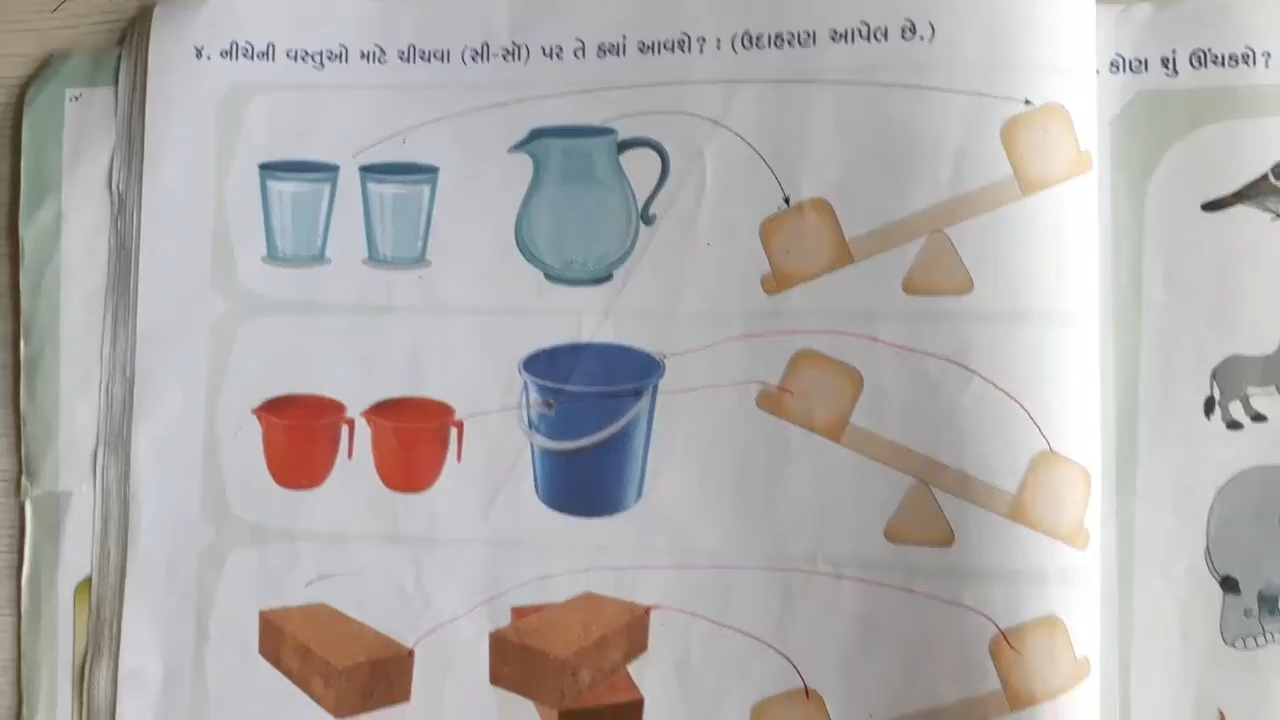 ૪. નીચેની વસ્તુઓ માટે ચીચવા (સી-સૉ) પર તે ક્યાં આવશે? : (ઉદાહરણ આપેલ છે.)
. કોણ શું ઊંચકશે?